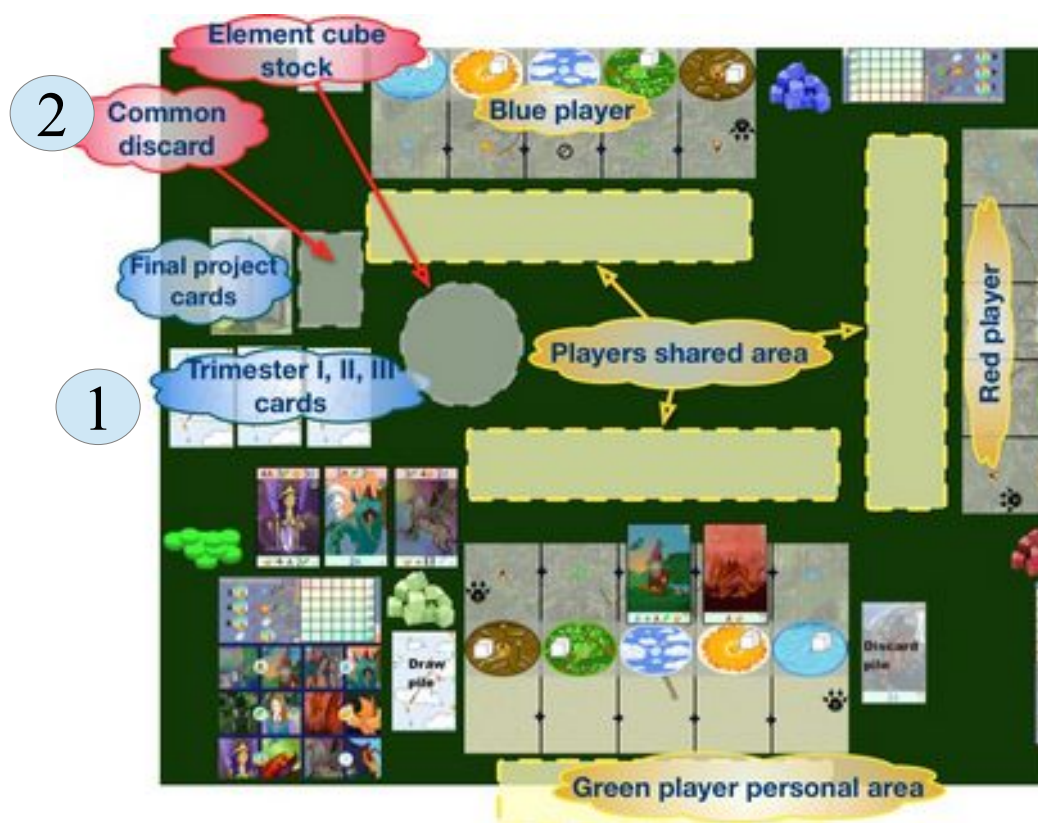 Element cube
stock
2
Common
discard
Blue player
Final project
cards
Players shared area
Red player
Trimester I, II, III
cards
1
Draw
pile
Discard
pile
Green player personal area